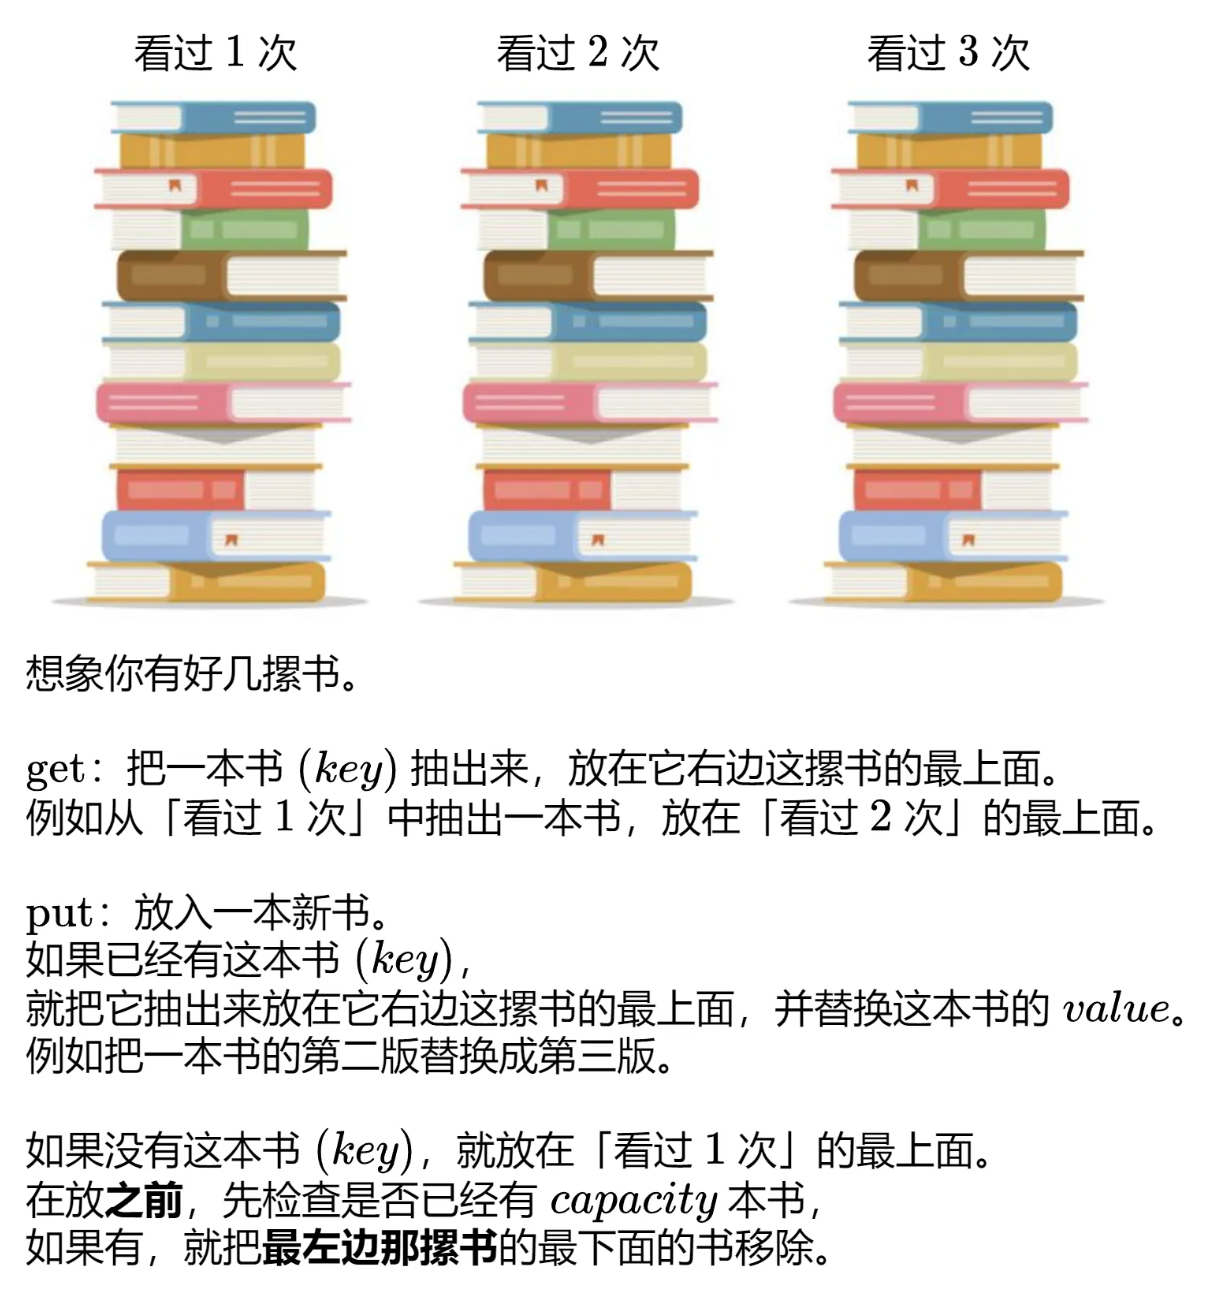 看过 1 次
看过 2 次
看过 3 次
想象你有好几摞书。
get：把一本书 (key) 抽出来，放在它右边这摞书的最上面。
例如从「看过 1 次」中抽出一本书，放在「看过 2 次」的最上面。
put：放入一本新书。
如果已经有这本书 (key)，
就把它抽出来放在它右边这摞书的最上面，并替换这本书的 value。
例如把一本书的第二版替换成第三版。
如果没有这本书 (key)，就放在「看过 1 次」的最上面。
在放之前，先检查是否已经有 capacity 本书，
如果有，就把最左边那摞书的最下面的书移除。